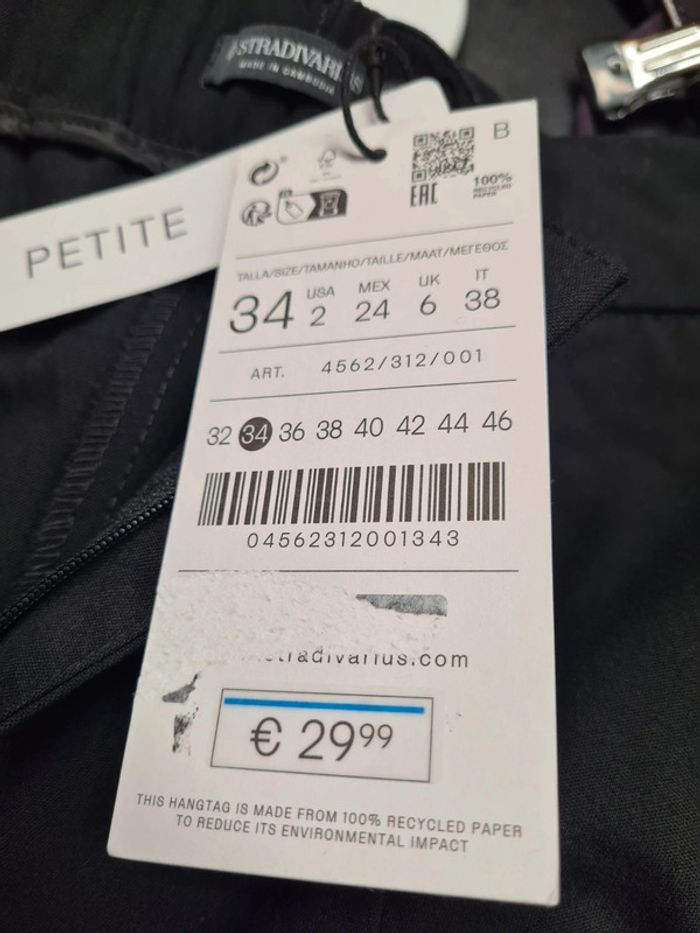 STRADIVARIUS
MADE IN CAMBODIA
PETITE
B
EAC
100%
RECYCLED
PAPER
TALLA/SIZE/TAMANHO/TAILLE/MAAT/ΜΕΓΕΘΟΣ
34 USA 2 MEX 24 UK 6 IT 38
ART. 4562/312/001
32 34 36 38 40 42 44 46
04562312001343
stradivarius.com
€ 2999
THIS HANGTAG IS MADE FROM 100% RECYCLED PAPER
TO REDUCE ITS ENVIRONMENTAL IMPACT